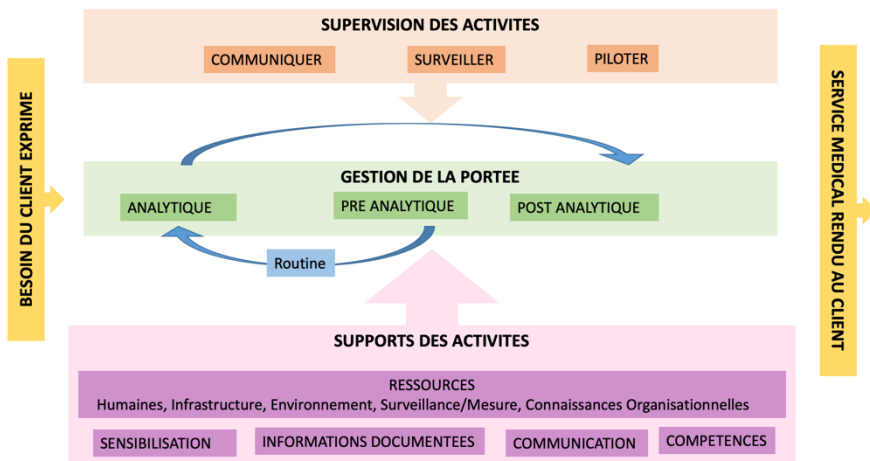 SUPERVISION DES ACTIVITES
COMMUNIQUER
SURVEILLER
PILOTER
BESOIN DU CLIENT EXPRIME
GESTION DE LA PORTEE
ANALYTIQUE
PRE ANALYTIQUE
POST ANALYTIQUE
Routine
SERVICE MEDICAL RENDU AU CLIENT
SUPPORTS DES ACTIVITES
RESSOURCES
Humaines, Infrastructure, Environnement, Surveillance/Mesure, Connaissances Organisationnelles
SENSIBILISATION
INFORMATIONS DOCUMENTEES
COMMUNICATION
COMPETENCES